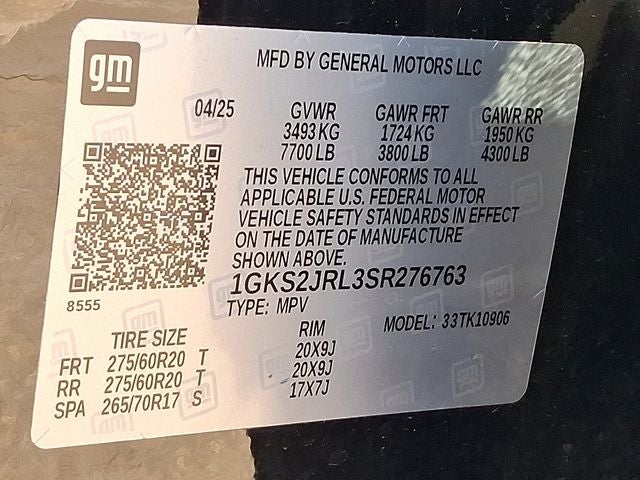 gm
MFD BY GENERAL MOTORS LLC
04/25 GVWR GAWR FRT GAWR RR
3493 KG 1724 KG 1950 KG
7700 LB 3800 LB 4300 LB
THIS VEHICLE CONFORMS TO ALL
APPLICABLE U.S. FEDERAL MOTOR
VEHICLE SAFETY STANDARDS IN EFFECT
ON THE DATE OF MANUFACTURE
SHOWN ABOVE.
1GKS2JRL3SR276763
8555
TYPE: MPV MODEL: 33TK10906
TIRE SIZE RIM
FRT 275/60R20 T 20X9J
RR 275/60R20 T 20X9J
SPA 265/70R17 S 17X7J